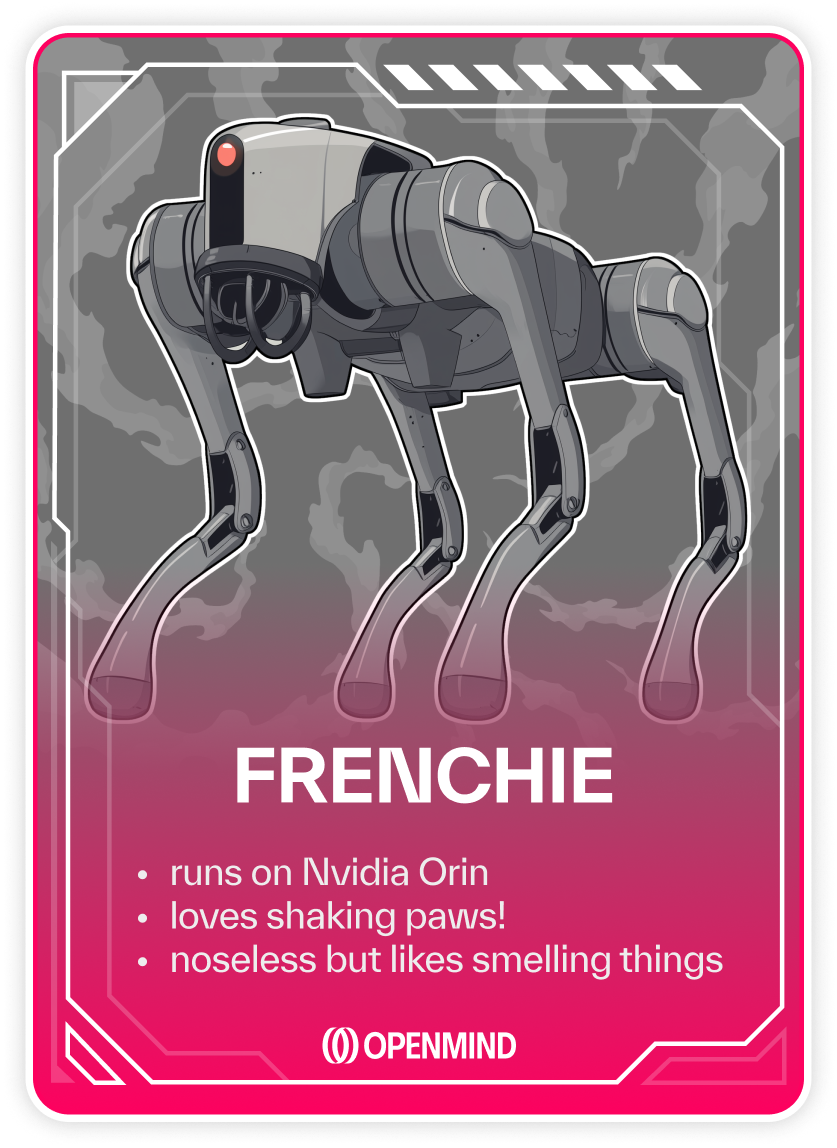 FRENCHIE
• runs on Nvidia Orin
• loves shaking paws!
• noseless but likes smelling things
OPENMIND